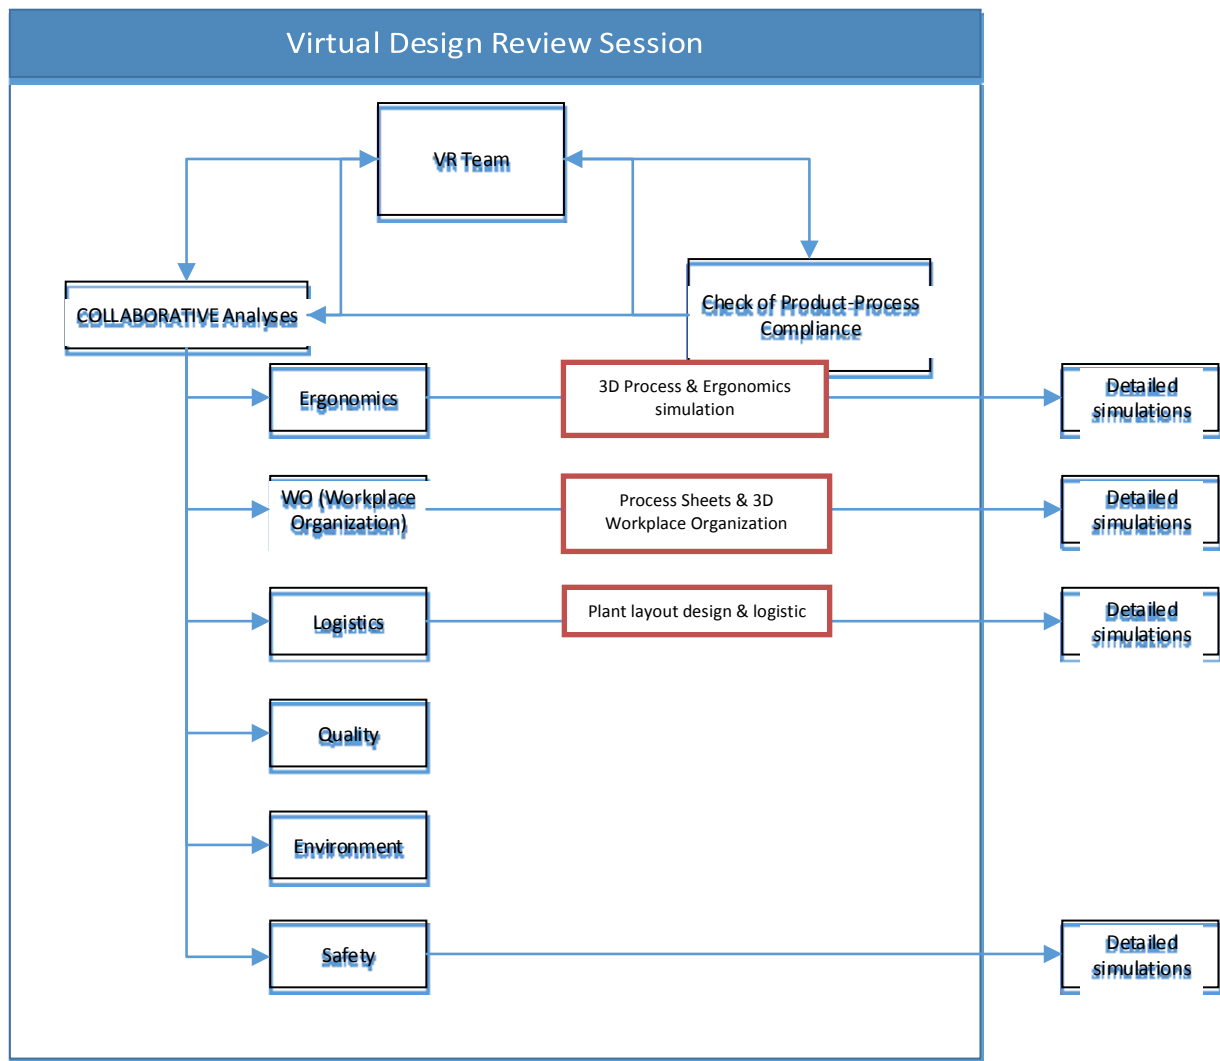 Virtual Design Review Session
VR Team
COLLABORATIVE Analyses
Check of Product-Process
Compliance
Ergonomics
3D Process & Ergonomics
simulation
Detailed
simulations
WO (Workplace
Organization)
Process Sheets & 3D
Workplace Organization
Detailed
simulations
Logistics
Plant layout design & logistic
Detailed
simulations
Quality
Environment
Safety
Detailed
simulations